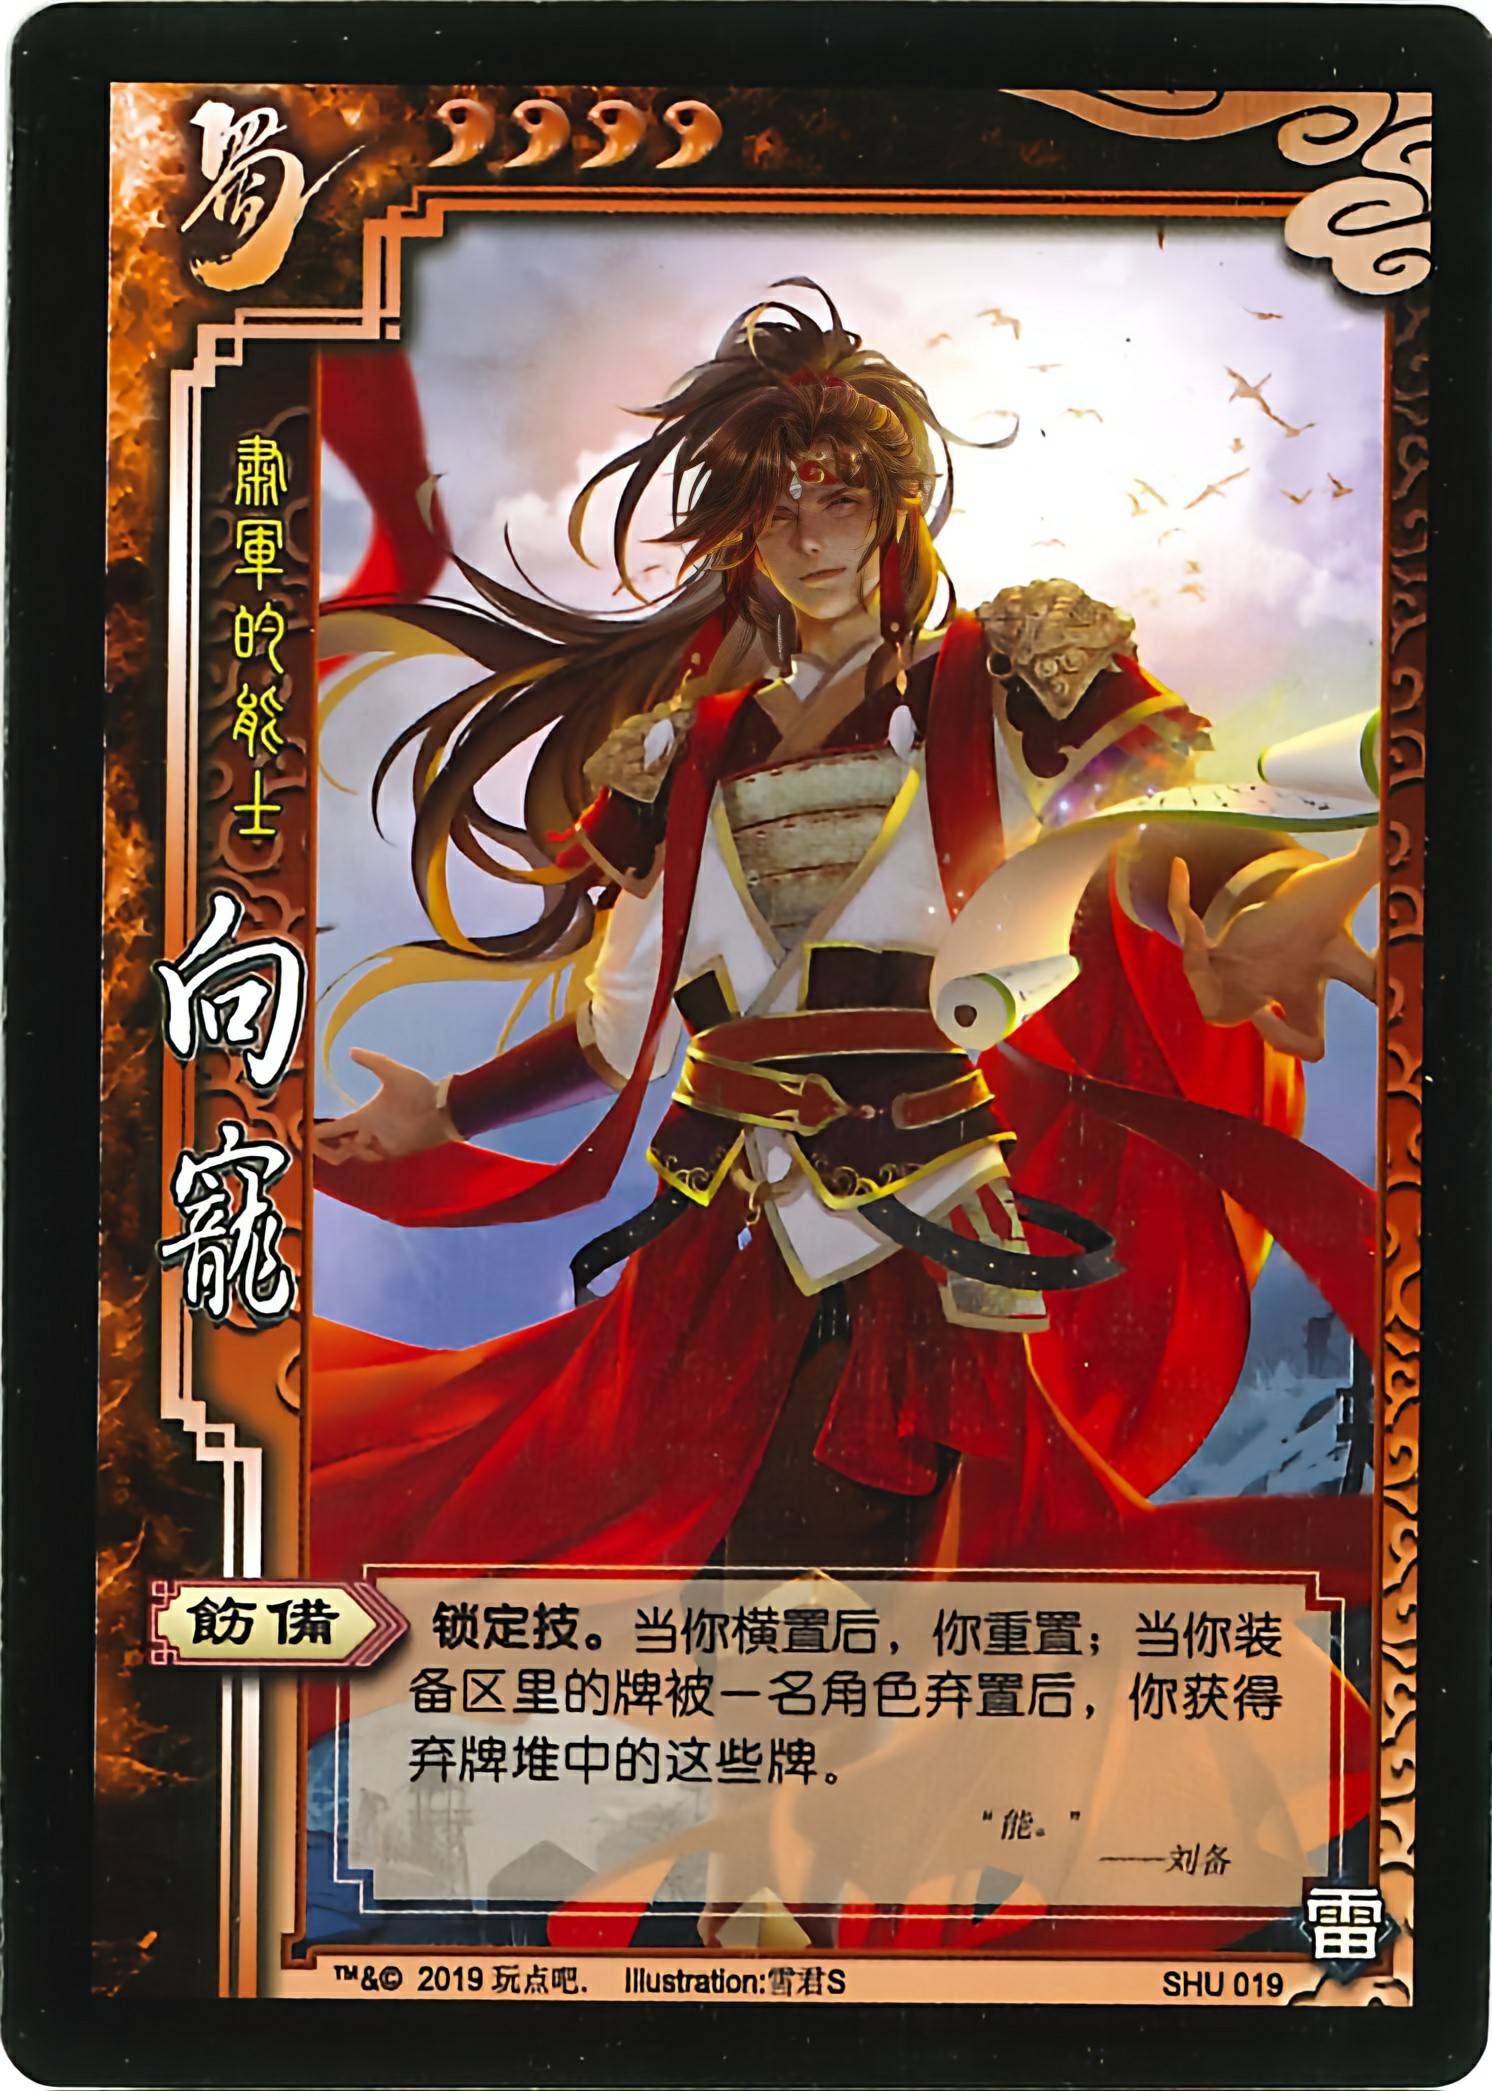 蜀
肅軍的能士
向寵
飭備
锁定技。当你横置后，你重置；当你装
备区里的牌被一名角色弃置后，你获得
弃牌堆中的这些牌。
“能。”
——刘备
雷
™&© 2019 玩点吧. Illustration:雪君S
SHU 019